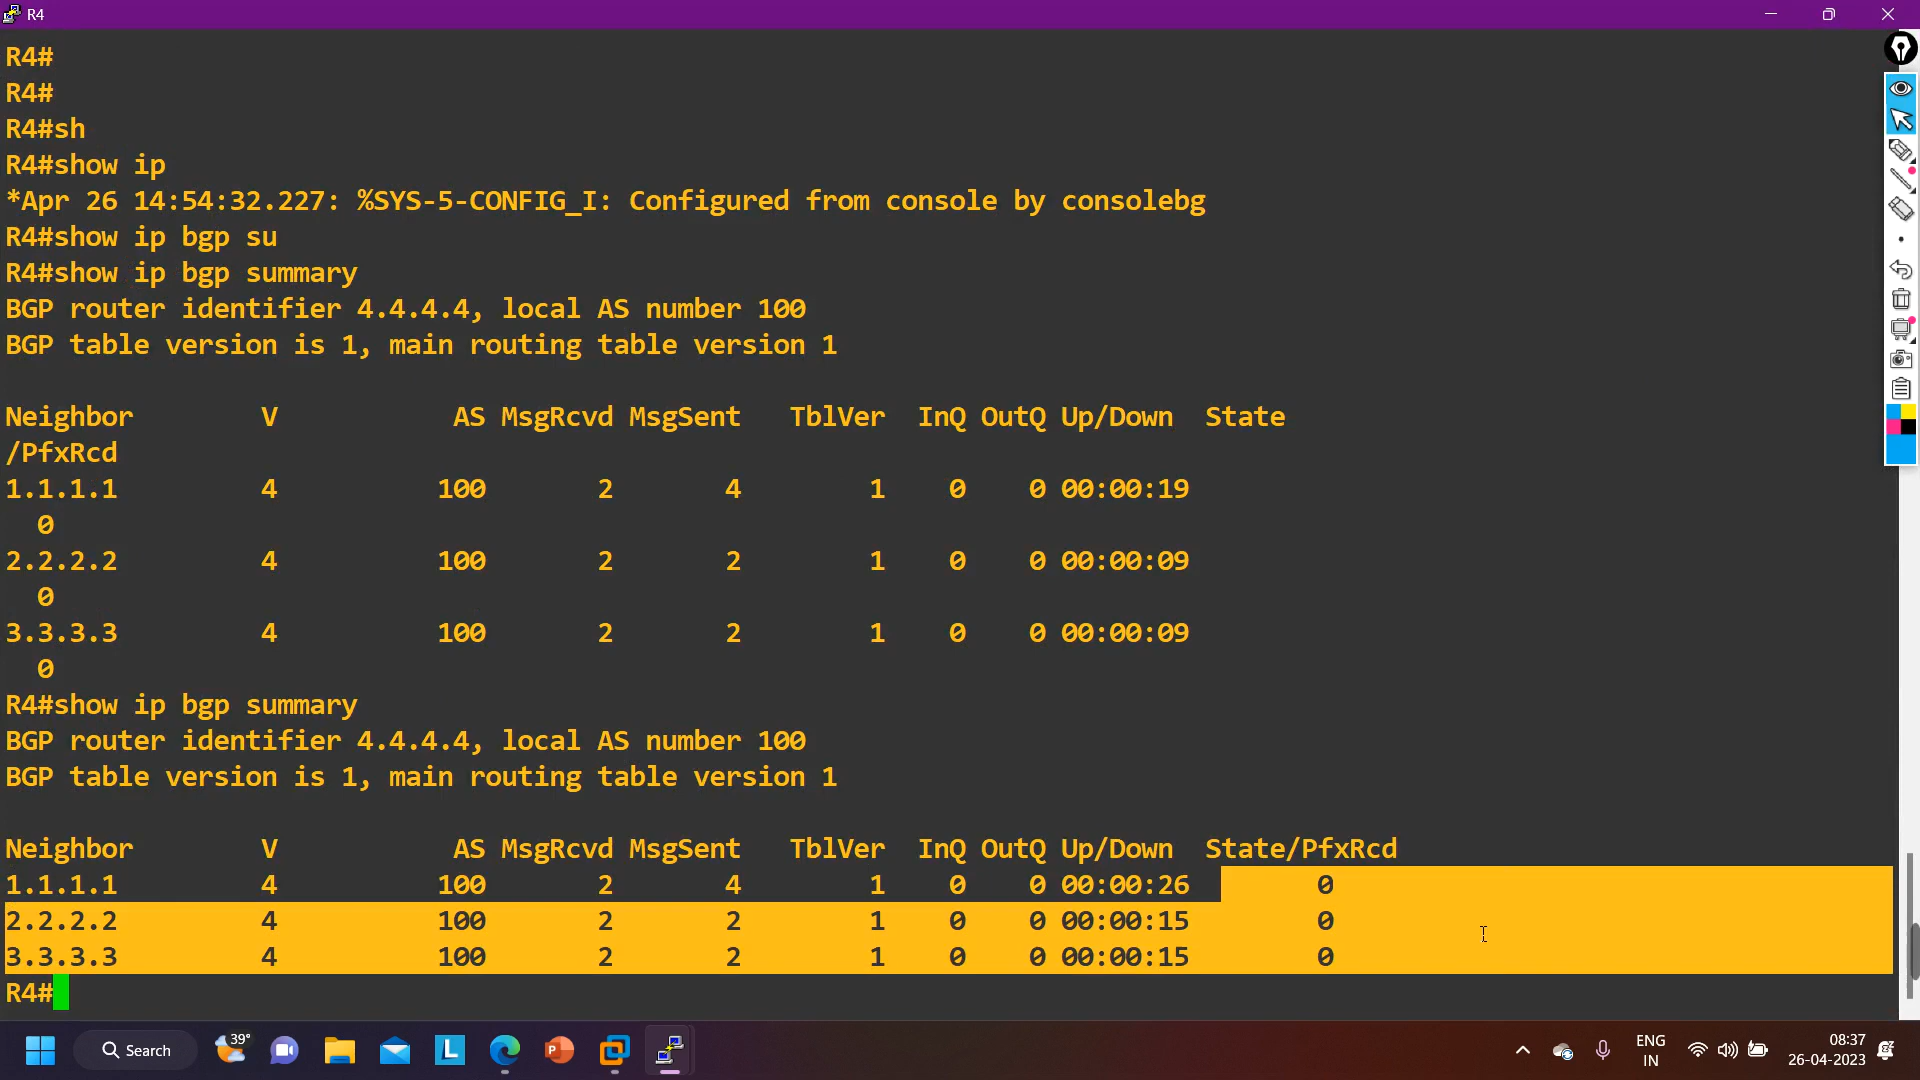 R4
R4#
R4#
R4#sh
R4#show ip
*Apr 26 14:54:32.227: %SYS-5-CONFIG_I: Configured from console by consolebg
R4#show ip bgp su
R4#show ip bgp summary
BGP router identifier 4.4.4.4, local AS number 100
BGP table version is 1, main routing table version 1
Neighbor V AS MsgRcvd MsgSent TblVer InQ OutQ Up/Down State
/PfxRcd
1.1.1.1 4 100 2 4 1 0 0 00:00:19
0
2.2.2.2 4 100 2 2 1 0 0 00:00:09
0
3.3.3.3 4 100 2 2 1 0 0 00:00:09
0
R4#show ip bgp summary
BGP router identifier 4.4.4.4, local AS number 100
BGP table version is 1, main routing table version 1
Neighbor V AS MsgRcvd MsgSent TblVer InQ OutQ Up/Down State/PfxRcd
1.1.1.1 4 100 2 4 1 0 0 00:00:26 0
2.2.2.2 4 100 2 2 1 0 0 00:00:15 0
3.3.3.3 4 100 2 2 1 0 0 00:00:15 0
R4#
39°
Search
L
P
ENG
IN
08:37
26-04-2023